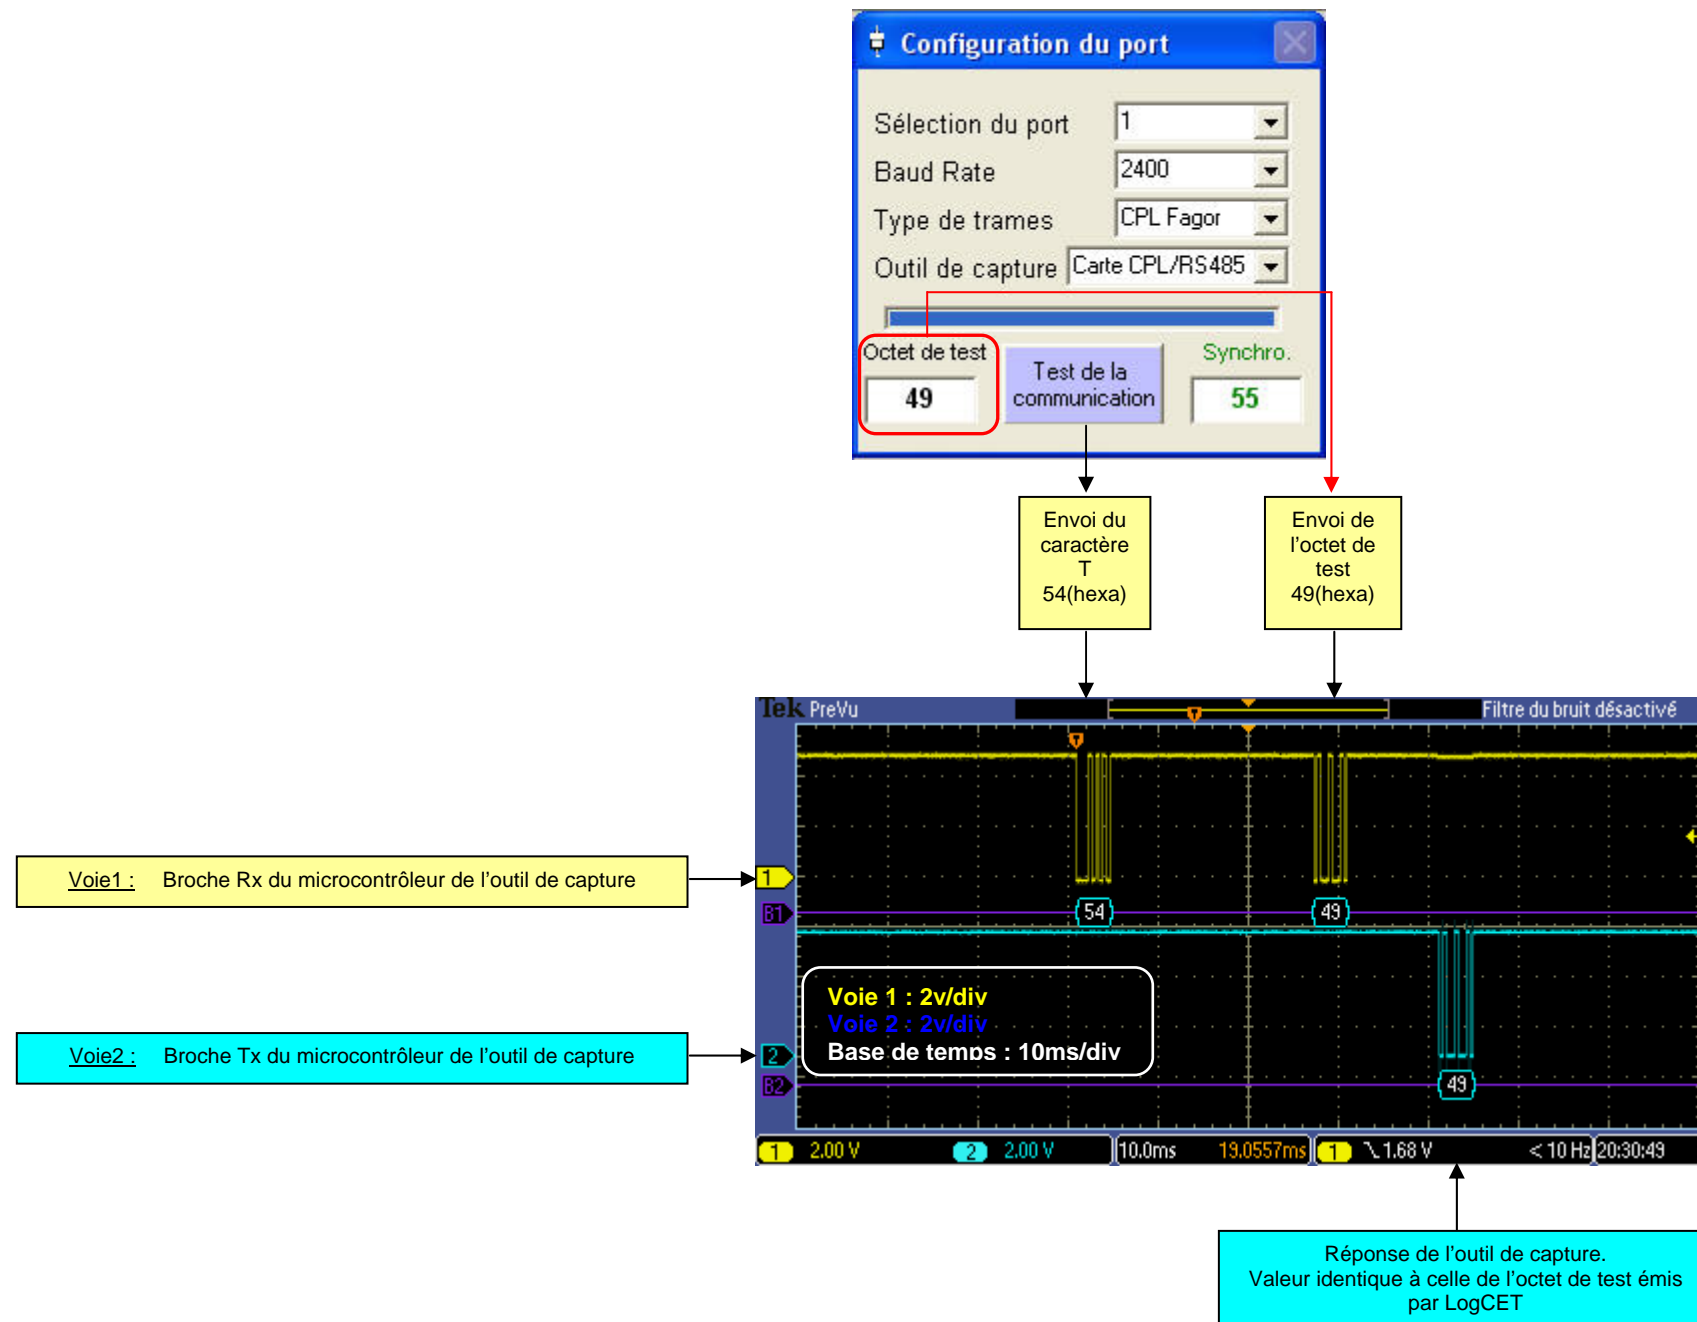 Configuration du port
Sélection du port 1
Baud Rate 2400
Type de trames CPL Fagor
Outil de capture Carte CPL/RS485
Octet de test
49
Test de la
communication
Synchro.
55
Envoi du
caractère
T
54(hexa)
Envoi de
l’octet de
test
49(hexa)
Tek PreVu
Filtre du bruit désactivé
T
T
Voie1 : Broche Rx du microcontrôleur de l’outil de capture
1
B1
54
49
Voie 1 : 2v/div
Voie 2 : 2v/div
Base de temps : 10ms/div
Voie2 : Broche Tx du microcontrôleur de l’outil de capture
2
B2
49
1 2.00 V 2 2.00 V 10.0ms 19.0557ms 1 1.68 V < 10 Hz 20:30:49
Réponse de l’outil de capture.
Valeur identique à celle de l’octet de test émis
par LogCET